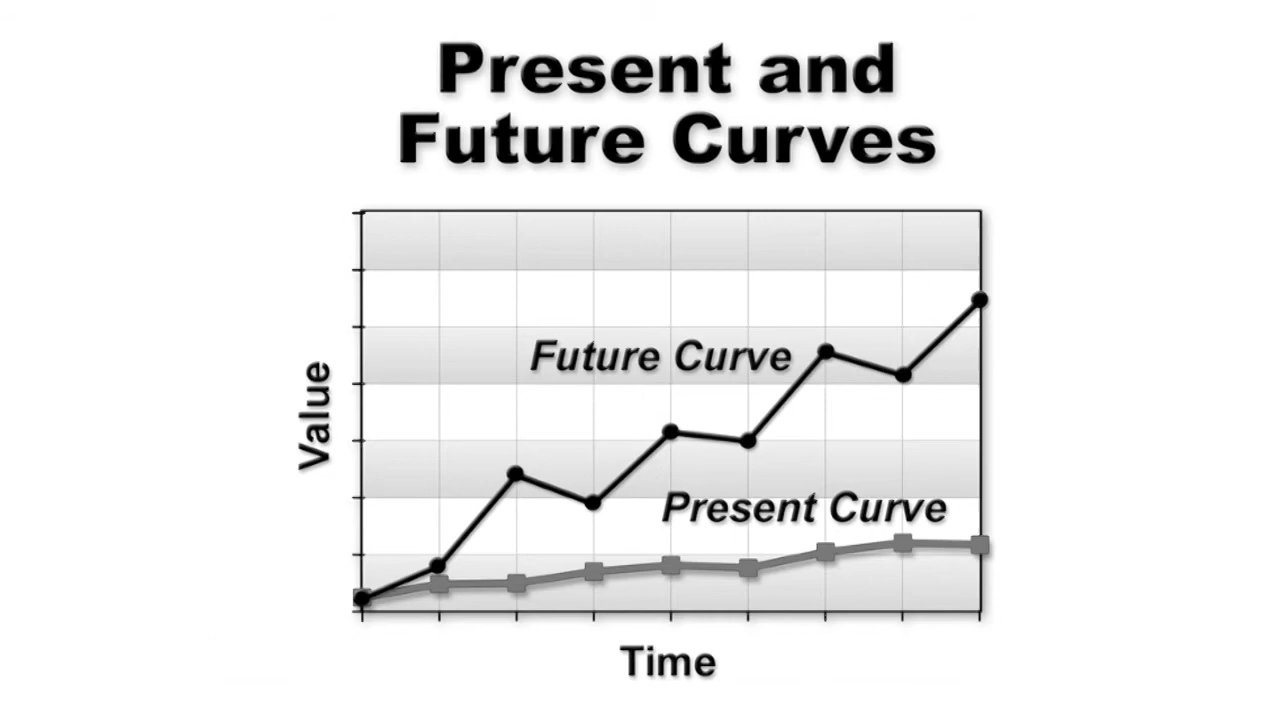 Present and
Future Curves
Future Curve
Value
Present Curve
Time